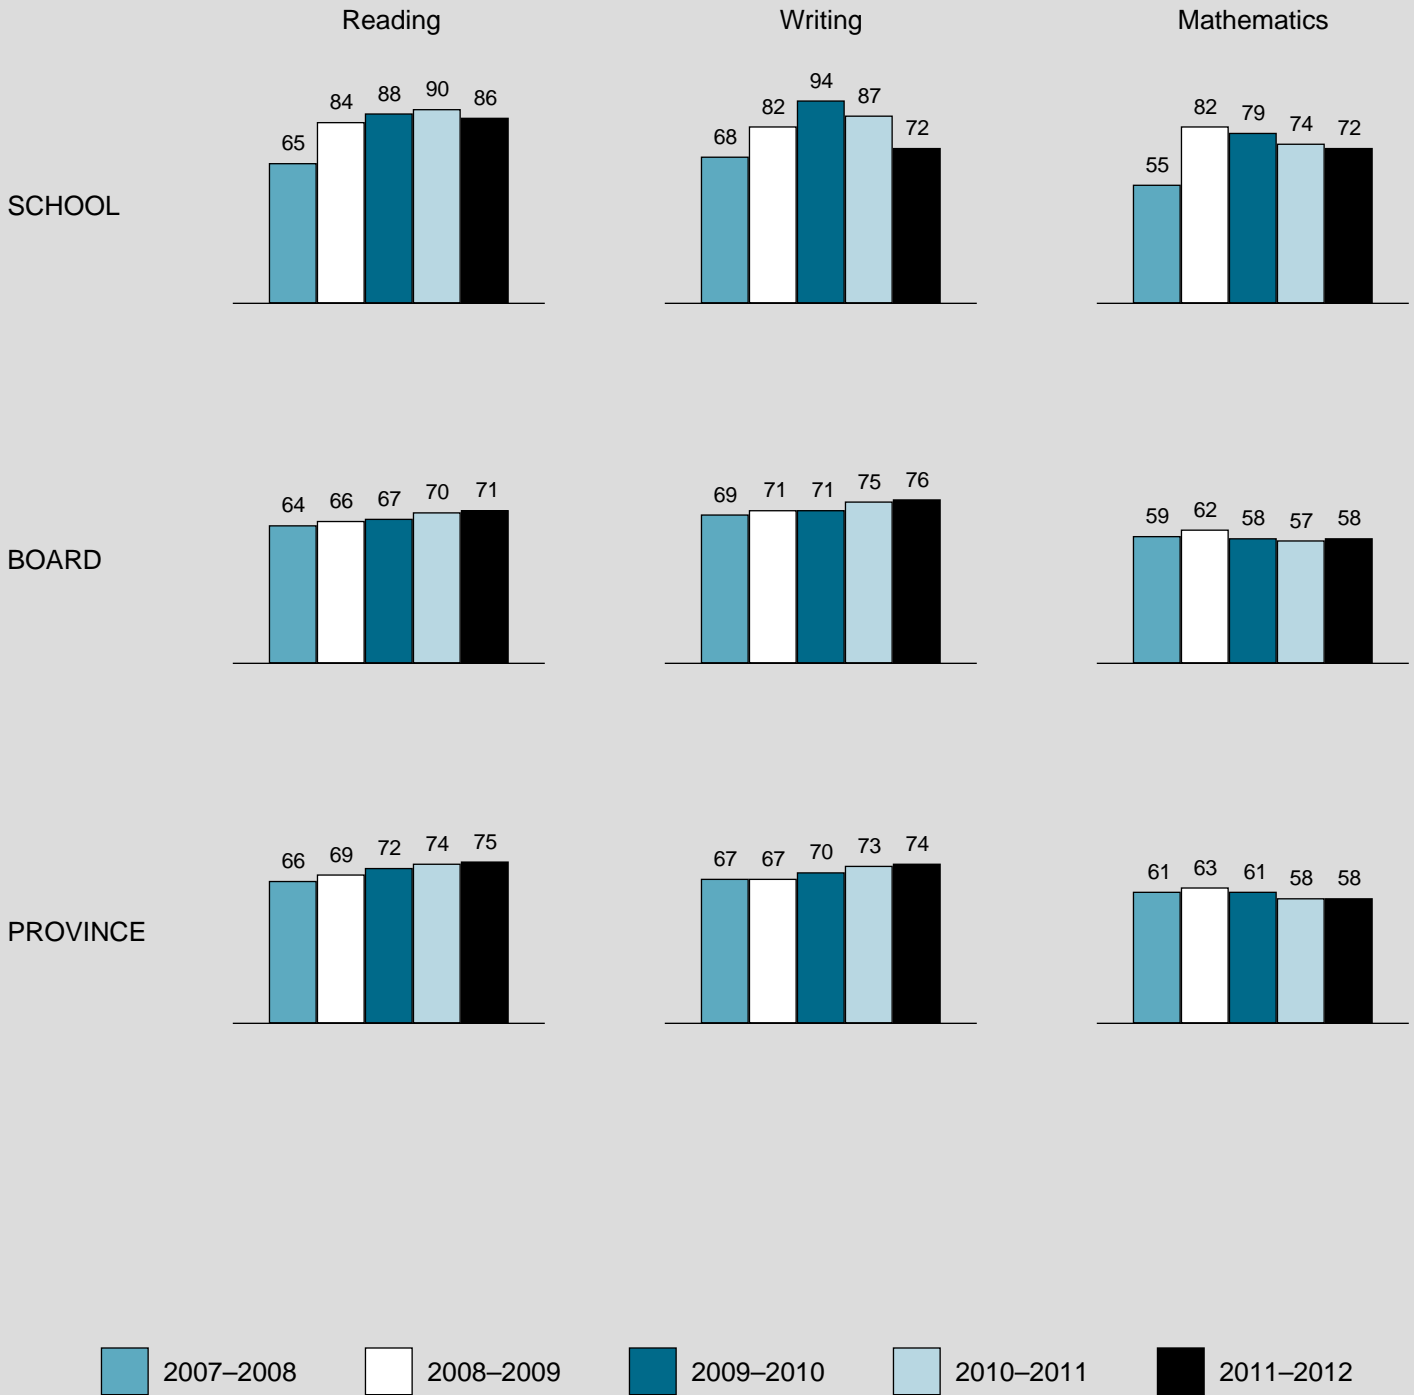 Reading Writing Mathematics
SCHOOL
65 84 88 90 86
68 82 94 87 72
55 82 79 74 72
BOARD
64 66 67 70 71
69 71 71 75 76
59 62 58 57 58
PROVINCE
66 69 72 74 75
67 67 70 73 74
61 63 61 58 58
2007–2008 2008–2009 2009–2010 2010–2011 2011–2012